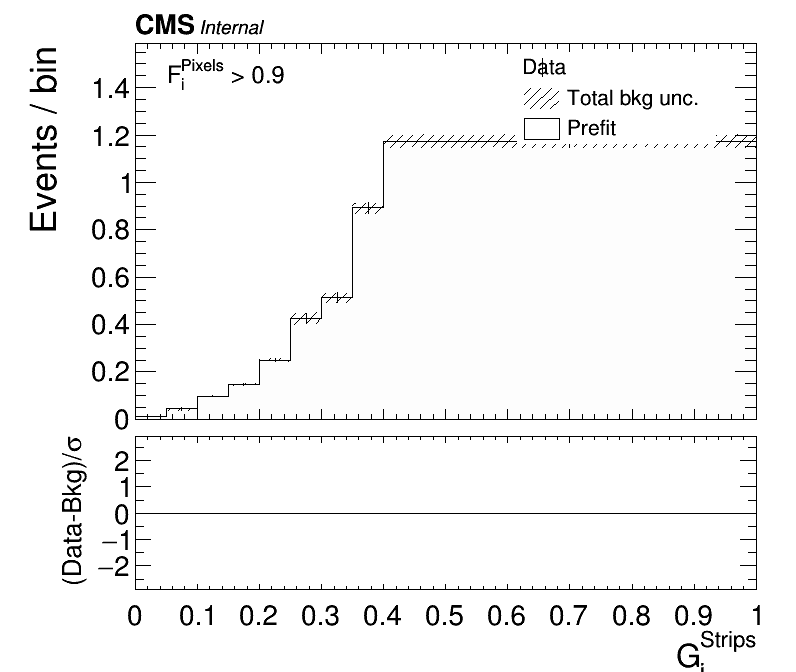 CMS Internal
F_i^Pixels > 0.9
Data
Total bkg unc.
Prefit
Events / bin
1.4
1.2
1
0.8
0.6
0.4
0.2
0
(Data-Bkg)/σ
2
1
0
−1
−2
0 0.1 0.2 0.3 0.4 0.5 0.6 0.7 0.8 0.9 1
G_i^Strips